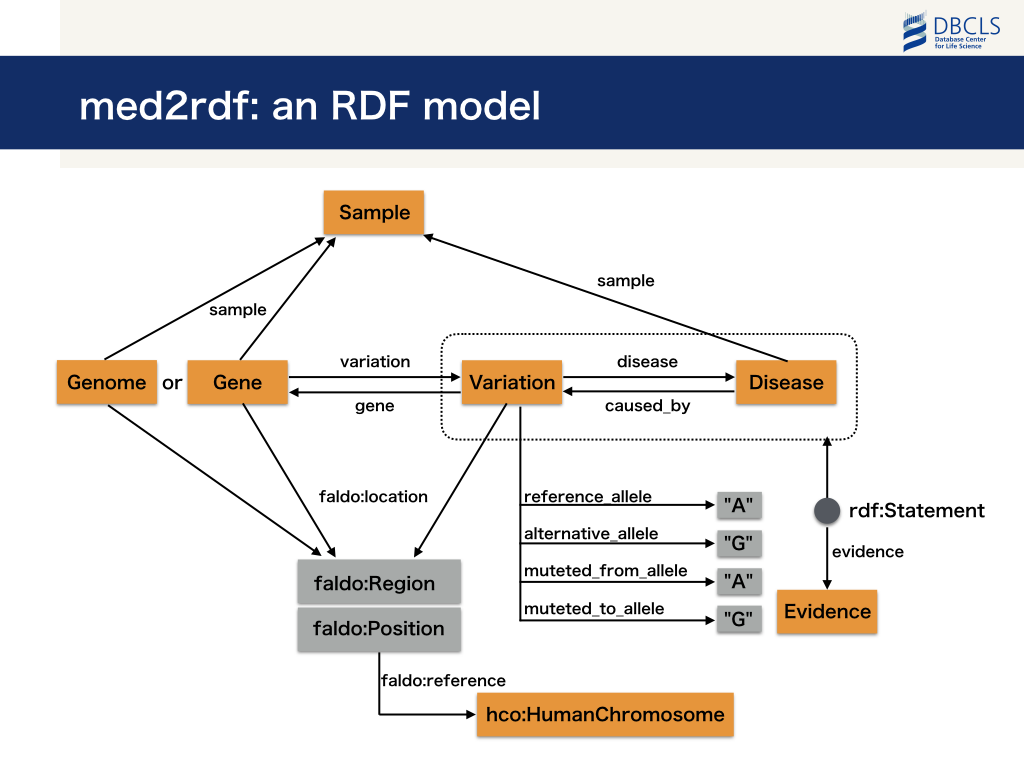 DBCLS
Database Center
for Life Science
med2rdf: an RDF model
Sample
sample
sample
Genome or Gene
variation
gene
Variation
disease
caused_by
Disease
faldo:location
reference_allele
"A"
alternative_allele
"G"
muteted_from_allele
"A"
muteted_to_allele
"G"
rdf:Statement
evidence
Evidence
faldo:Region
faldo:Position
faldo:reference
hco:HumanChromosome